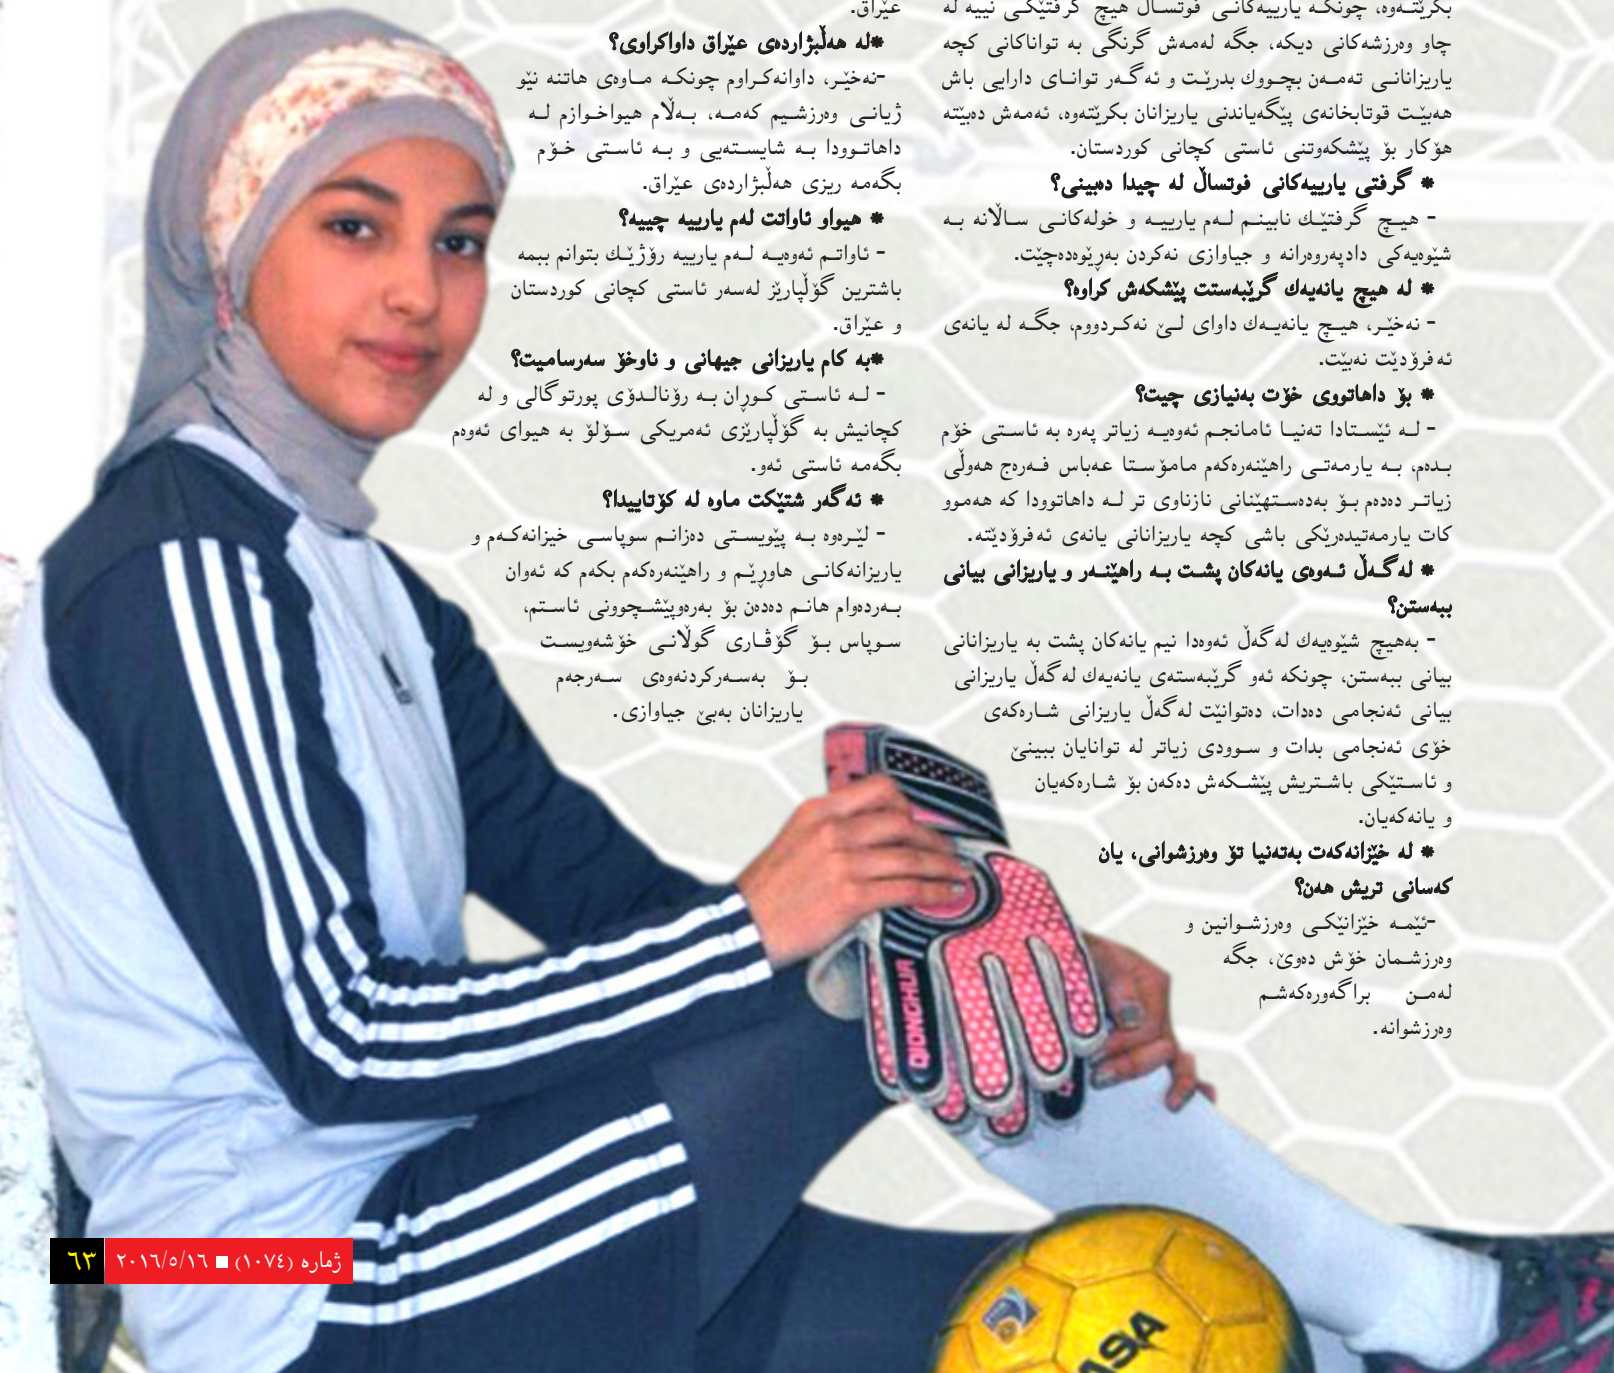 بکرێتەوە، چونکە یارییەکانی فوتساڵ هیچ گرفتێکی نییە لە
چاو وەرزشەکانی دیکە، جگە لەمەش گرنگی بە تواناکانی کچە
یاریزانانی تەمەن بچووك بدرێت و ئەگەر توانای دارایی باش
هەبێت قوتابخانەی پێگەیاندنی یاریزانان بکرێتەوە، ئەمەش دەبێتە
هۆکار بۆ پێشکەوتنی ئاستی کچانی کوردستان.
* گرفتی یارییەکانی فوتساڵ لە چیدا دەبینی؟
- هیچ گرفتێك نابینم لەم یارییە و خولەکانی ساڵانە بە
شێوەیەکی دادپەروەرانە و جیاوازی نەکردن بەڕێوەدەچێت.
* لە هیچ یانەیەك گرێبەستت پێشکەش کراوە؟
- نەخێر، هیچ یانەیەك داوای لێ نەکردووم، جگە لە یانەی
ئەفرۆدێت نەبێت.
* بۆ داهاتووی خۆت بەنیازی چیت؟
- لە ئێستادا تەنیا ئامانجم ئەوەیە زیاتر پەرە بە ئاستی خۆم
بدەم، بە یارمەتی راهێنەرەکەم مامۆستا عەباس فەرەج هەوڵی
زیاتر دەدەم بۆ بەدەستهێنانی نازناوی تر لە داهاتوودا کە هەموو
کات یارمەتیدەرێکی باشی کچە یاریزانانی یانەی ئەفرۆدێتە.
* لەگەڵ ئەوەی یانەکان پشت بە راهێنەر و یاریزانی بیانی
ببەستن؟
- بەهیچ شێوەیەك لەگەڵ ئەوەدا نیم یانەکان پشت بە یاریزانانی
بیانی ببەستن، چونکە ئەو گرێبەستەی یانەیەك لەگەڵ یاریزانی
بیانی ئەنجامی دەدات، دەتوانێت لەگەڵ یاریزانی شارەکەی
خۆی ئەنجامی بدات و سوودی زیاتر لە توانایان ببینێ
و ئاستێکی باشتریش پێشکەش دەکەن بۆ شارەکەیان
و یانەکەیان.
* لە خێزانەکەت بەتەنیا تۆ وەرزشوانی، یان
کەسانی تریش هەن؟
-ئێمە خێزانێکی وەرزشوانین و
وەرزشمان خۆش دەوێ، جگە
لەمن براگەورەکەشم
وەرزشوانە.
عێراق.
*لە هەڵبژاردەی عێراق داواکراوی؟
-نەخێر، داوانەکراوم چونکە ماوەی هاتنە نێو
ژیانی وەرزشیم کەمە، بەڵام هیواخوازم لە
داهاتوودا بە شایستەیی و بە ئاستی خۆم
بگەمە ریزی هەڵبژاردەی عێراق.
* هیواو ئاواتت لەم یارییە چییە؟
- ئاواتم ئەوەیە لەم یارییە رۆژێك بتوانم ببمە
باشترین گۆڵپارێز لەسەر ئاستی کچانی کوردستان
و عێراق.
*بە کام یاریزانی جیهانی و ناوخۆ سەرسامیت؟
- لە ئاستی کوڕان بە رۆنالدۆی پورتوگالی و لە
کچانیش بە گۆڵپارێزی ئەمریکی سۆلۆ بە هیوای ئەوەم
بگەمە ئاستی ئەو.
* ئەگەر شتێکت ماوە لە کۆتاییدا؟
- لێرەوە بە پێویستی دەزانم سوپاسی خیزانەکەم و
یاریزانەکانی هاوڕێم و راهێنەرەکەم بکەم کە ئەوان
بەردەوام هانم دەدەن بۆ بەرەوپێشچوونی ئاستم،
سوپاس بۆ گۆڤاری گوڵانی خۆشەویست
بۆ بەسەرکردنەوەی سەرجەم
یاریزانان بەبێ جیاوازی.
QIONGHUA
ASA
ژمارە (١٠٧٤) ■ ٢٠١٦/٥/١٦ ٦٣